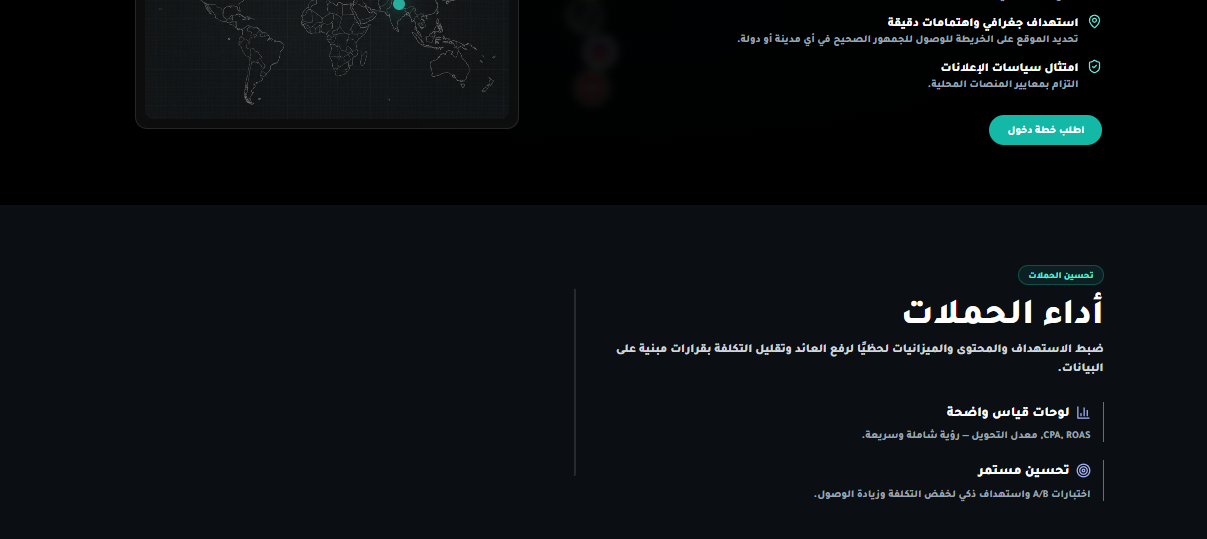 استهداف جغرافي واهتمامات دقيقة
تحديد الموقع على الخريطة للوصول للجمهور الصحيح في أي مدينة أو دولة.
امتثال سياسات الإعلانات
التزام بمعايير المنصات المحلية.
اطلب خطة دخول
تحسين الحملات
أداء الحملات
ضبط الاستهداف والمحتوى والميزانيات لحظيًا لرفع العائد وتقليل التكلفة بقرارات مبنية على
البيانات.
لوحات قياس واضحة
CPA, ROAS, معدل التحويل — رؤية شاملة وسريعة.
تحسين مستمر
اختبارات A/B واستهداف ذكي لخفض التكلفة وزيادة الوصول.